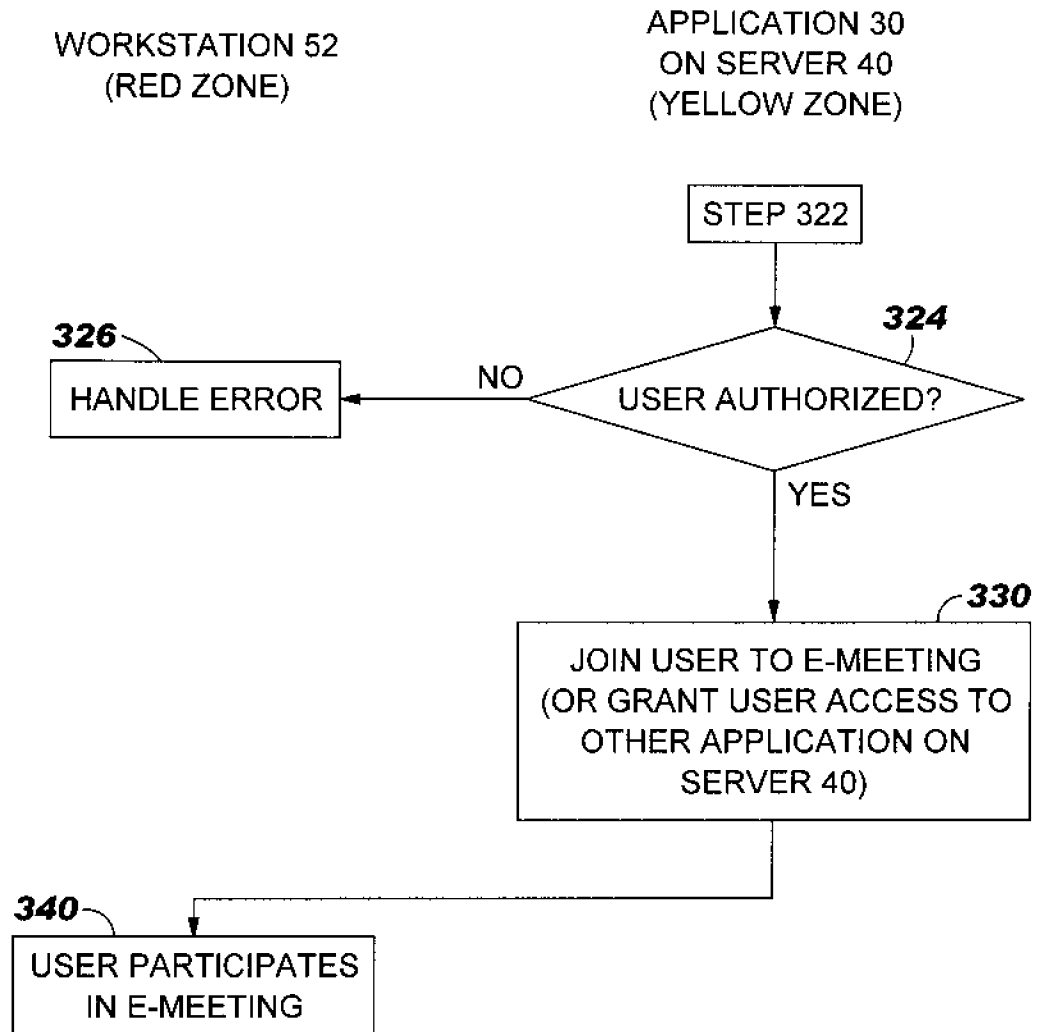 WORKSTATION 52
(RED ZONE)
APPLICATION 30
ON SERVER 40
(YELLOW ZONE)
STEP 322
324
USER AUTHORIZED?
NO
326
HANDLE ERROR
YES
330
JOIN USER TO E-MEETING
(OR GRANT USER ACCESS TO
OTHER APPLICATION ON
SERVER 40)
340
USER PARTICIPATES
IN E-MEETING